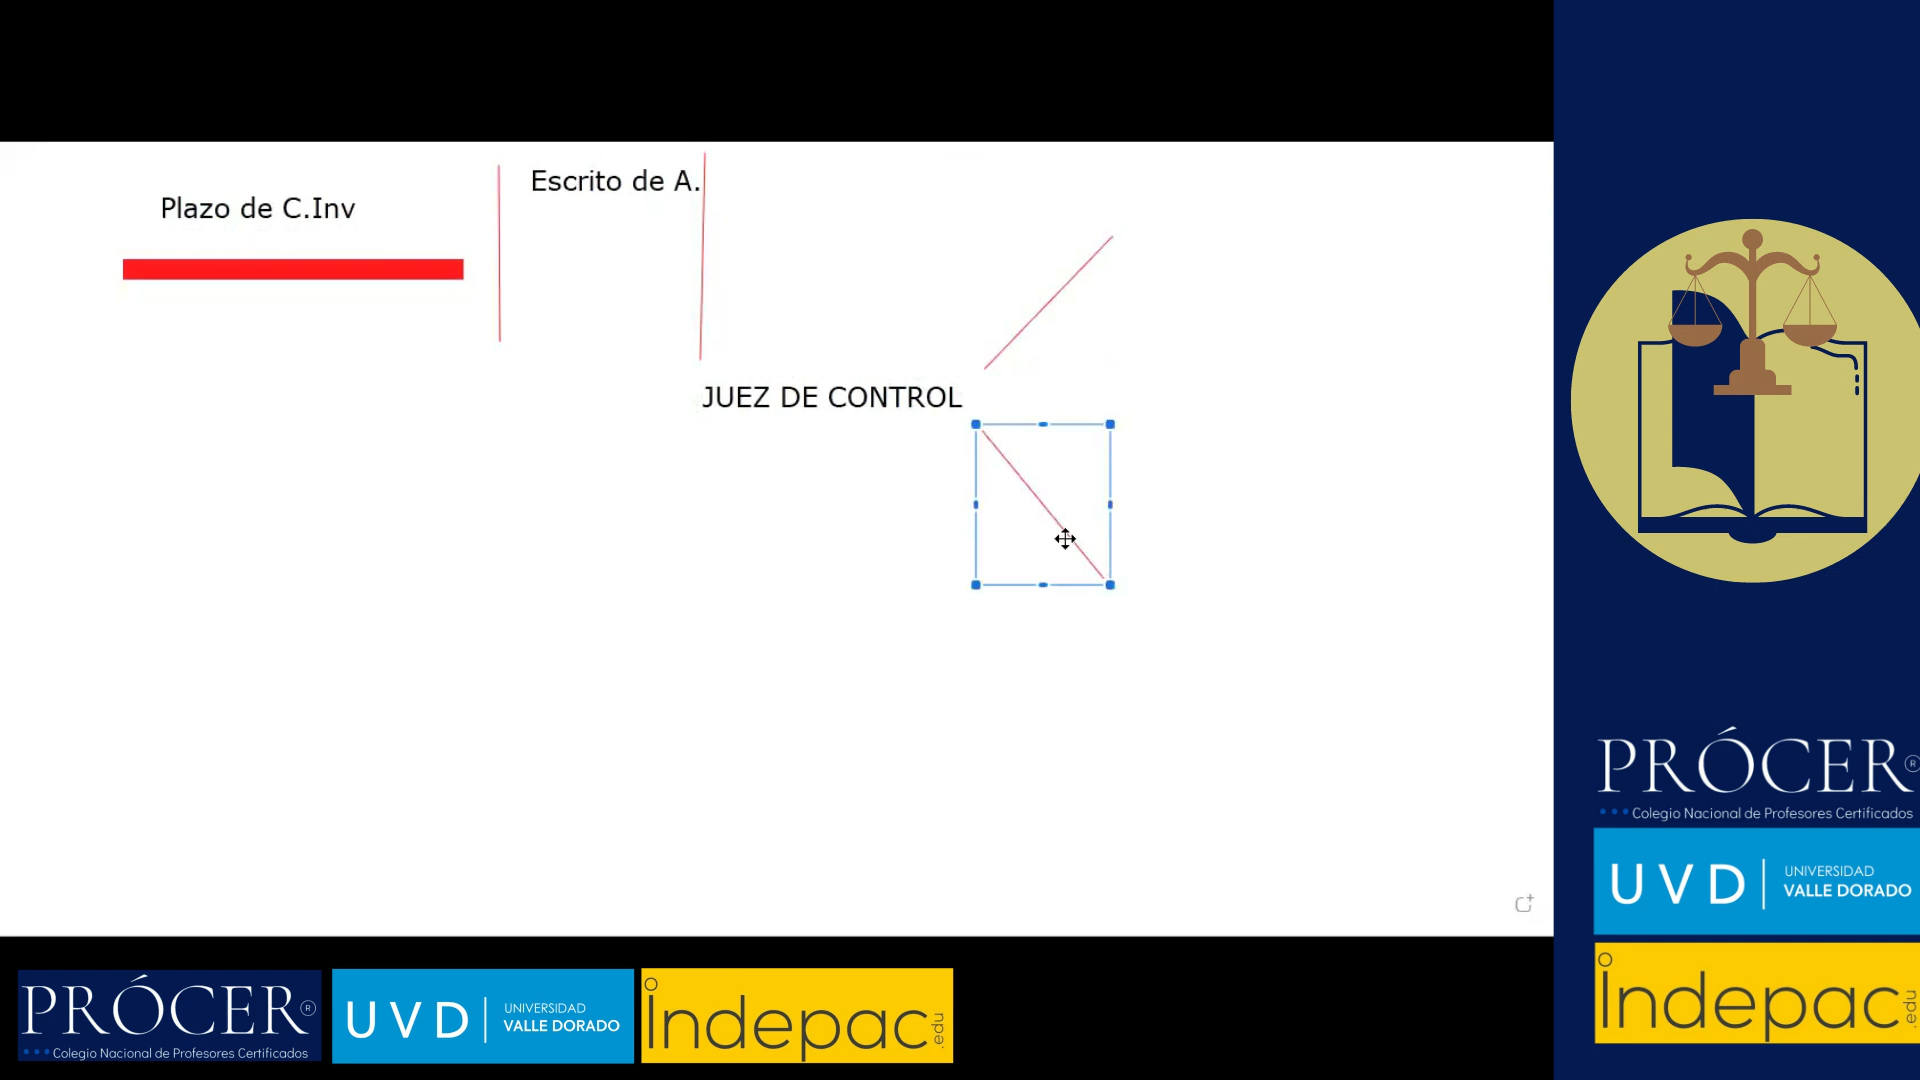 Escrito de A.
Plazo de C.Inv
JUEZ DE CONTROL
PRÓCER®
Colegio Nacional de Profesores Certificados
UVD
UNIVERSIDAD
VALLE DORADO
Indepac
.edu
PRÓCER®
Colegio Nacional de Profesores Certificados
UVD
UNIVERSIDAD
VALLE DORADO
Indepac
.edu